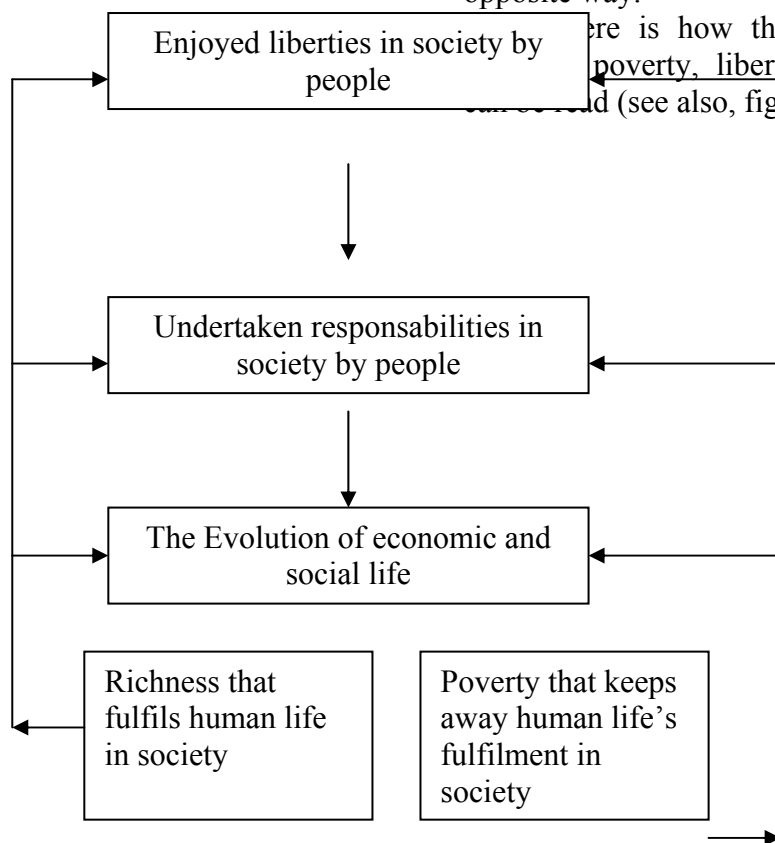 opposite way.
ere is how th
poverty, liber
can be read (see also, fig
Enjoyed liberties in society by
people
Undertaken responsabilities in
society by people
The Evolution of economic and
social life
Richness that
fulfils human life
in society
Poverty that keeps
away human life’s
fulfilment in
society